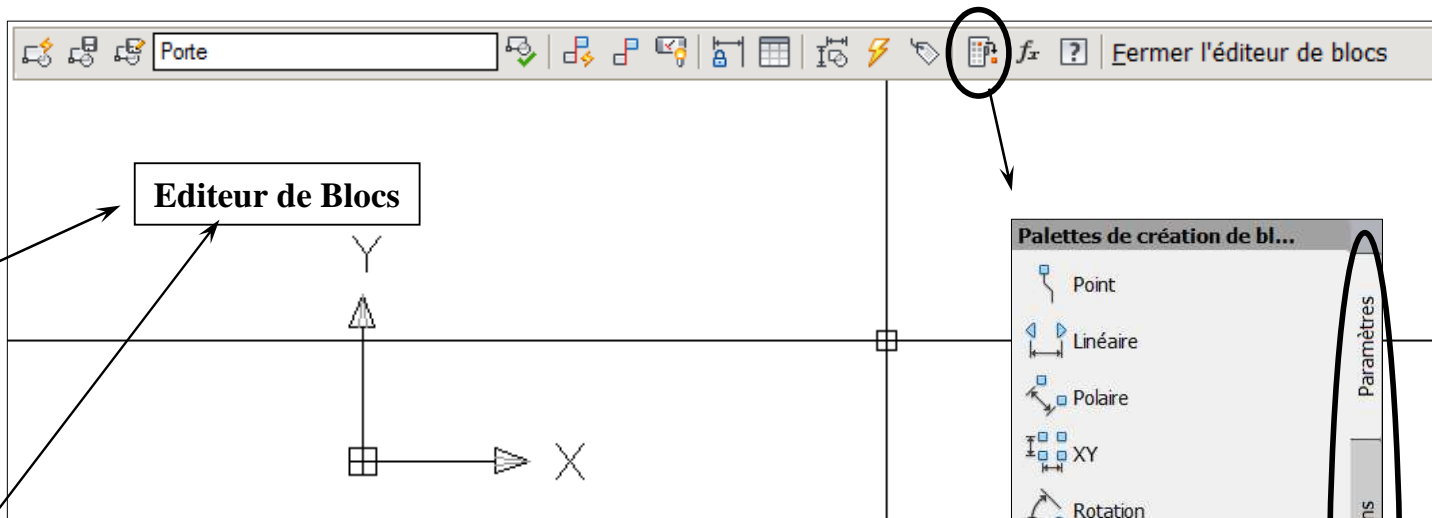 Porte
fx
?
Fermer l'éditeur de blocs
Editeur de Blocs
Y
X
Palettes de création de bl...
Point
Linéaire
Polaire
XY
Rotation
Paramètres